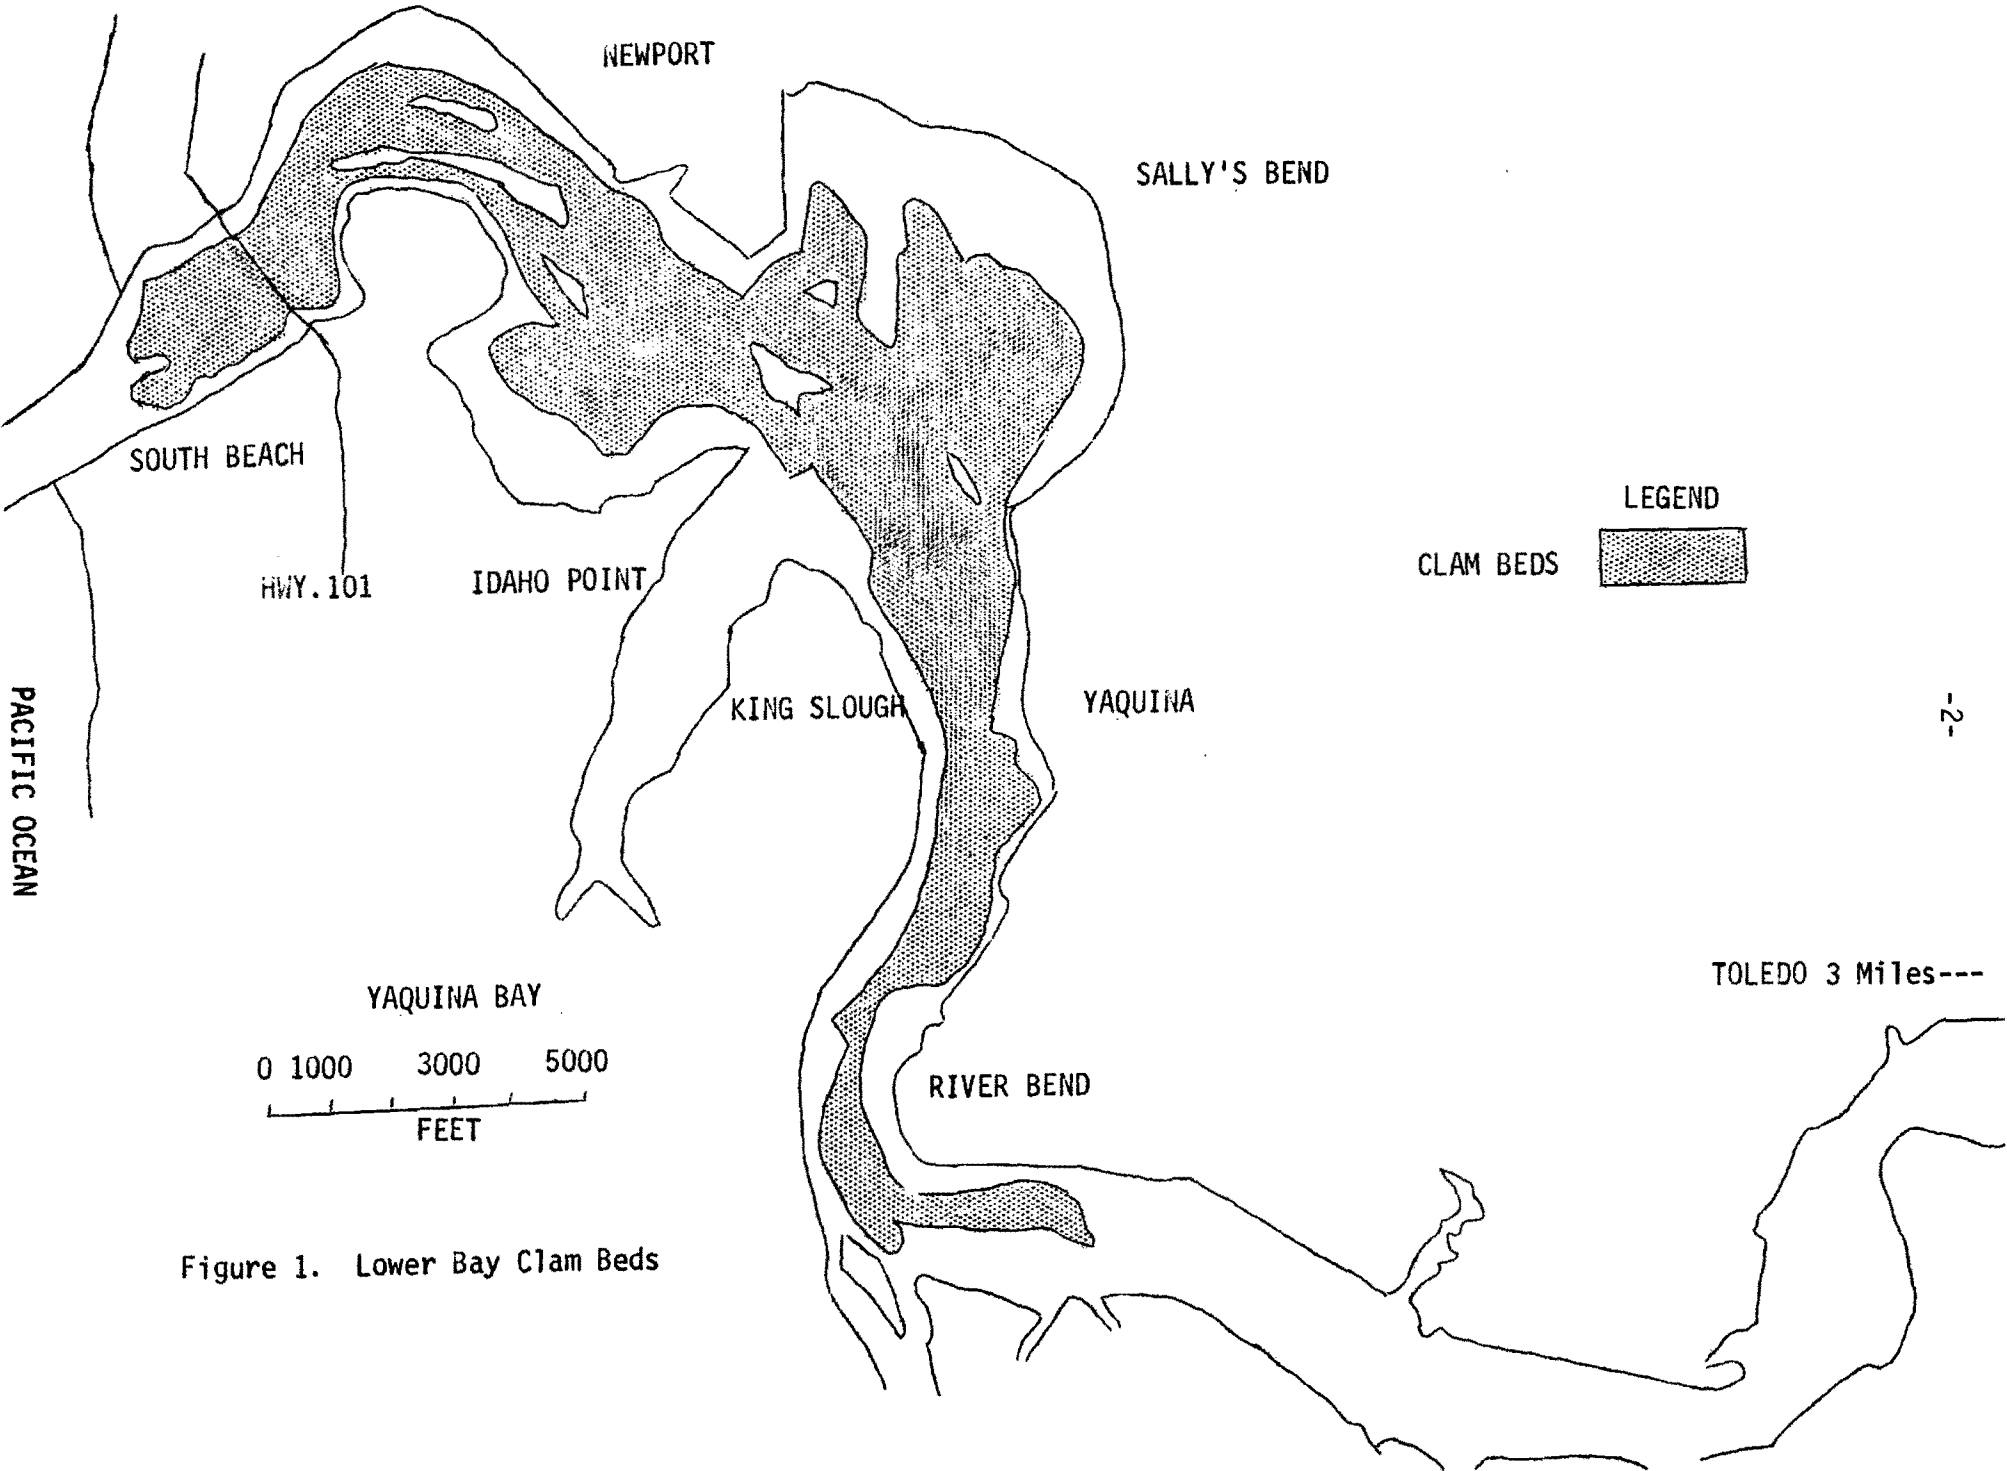 NEWPORT
SALLY'S BEND
SOUTH BEACH
LEGEND
CLAM BEDS
HWY.101
IDAHO POINT
KING SLOUGH
YAQUINA
-2-
PACIFIC OCEAN
TOLEDO 3 Miles---
YAQUINA BAY
0 1000 3000 5000
FEET
RIVER BEND
Figure 1. Lower Bay Clam Beds